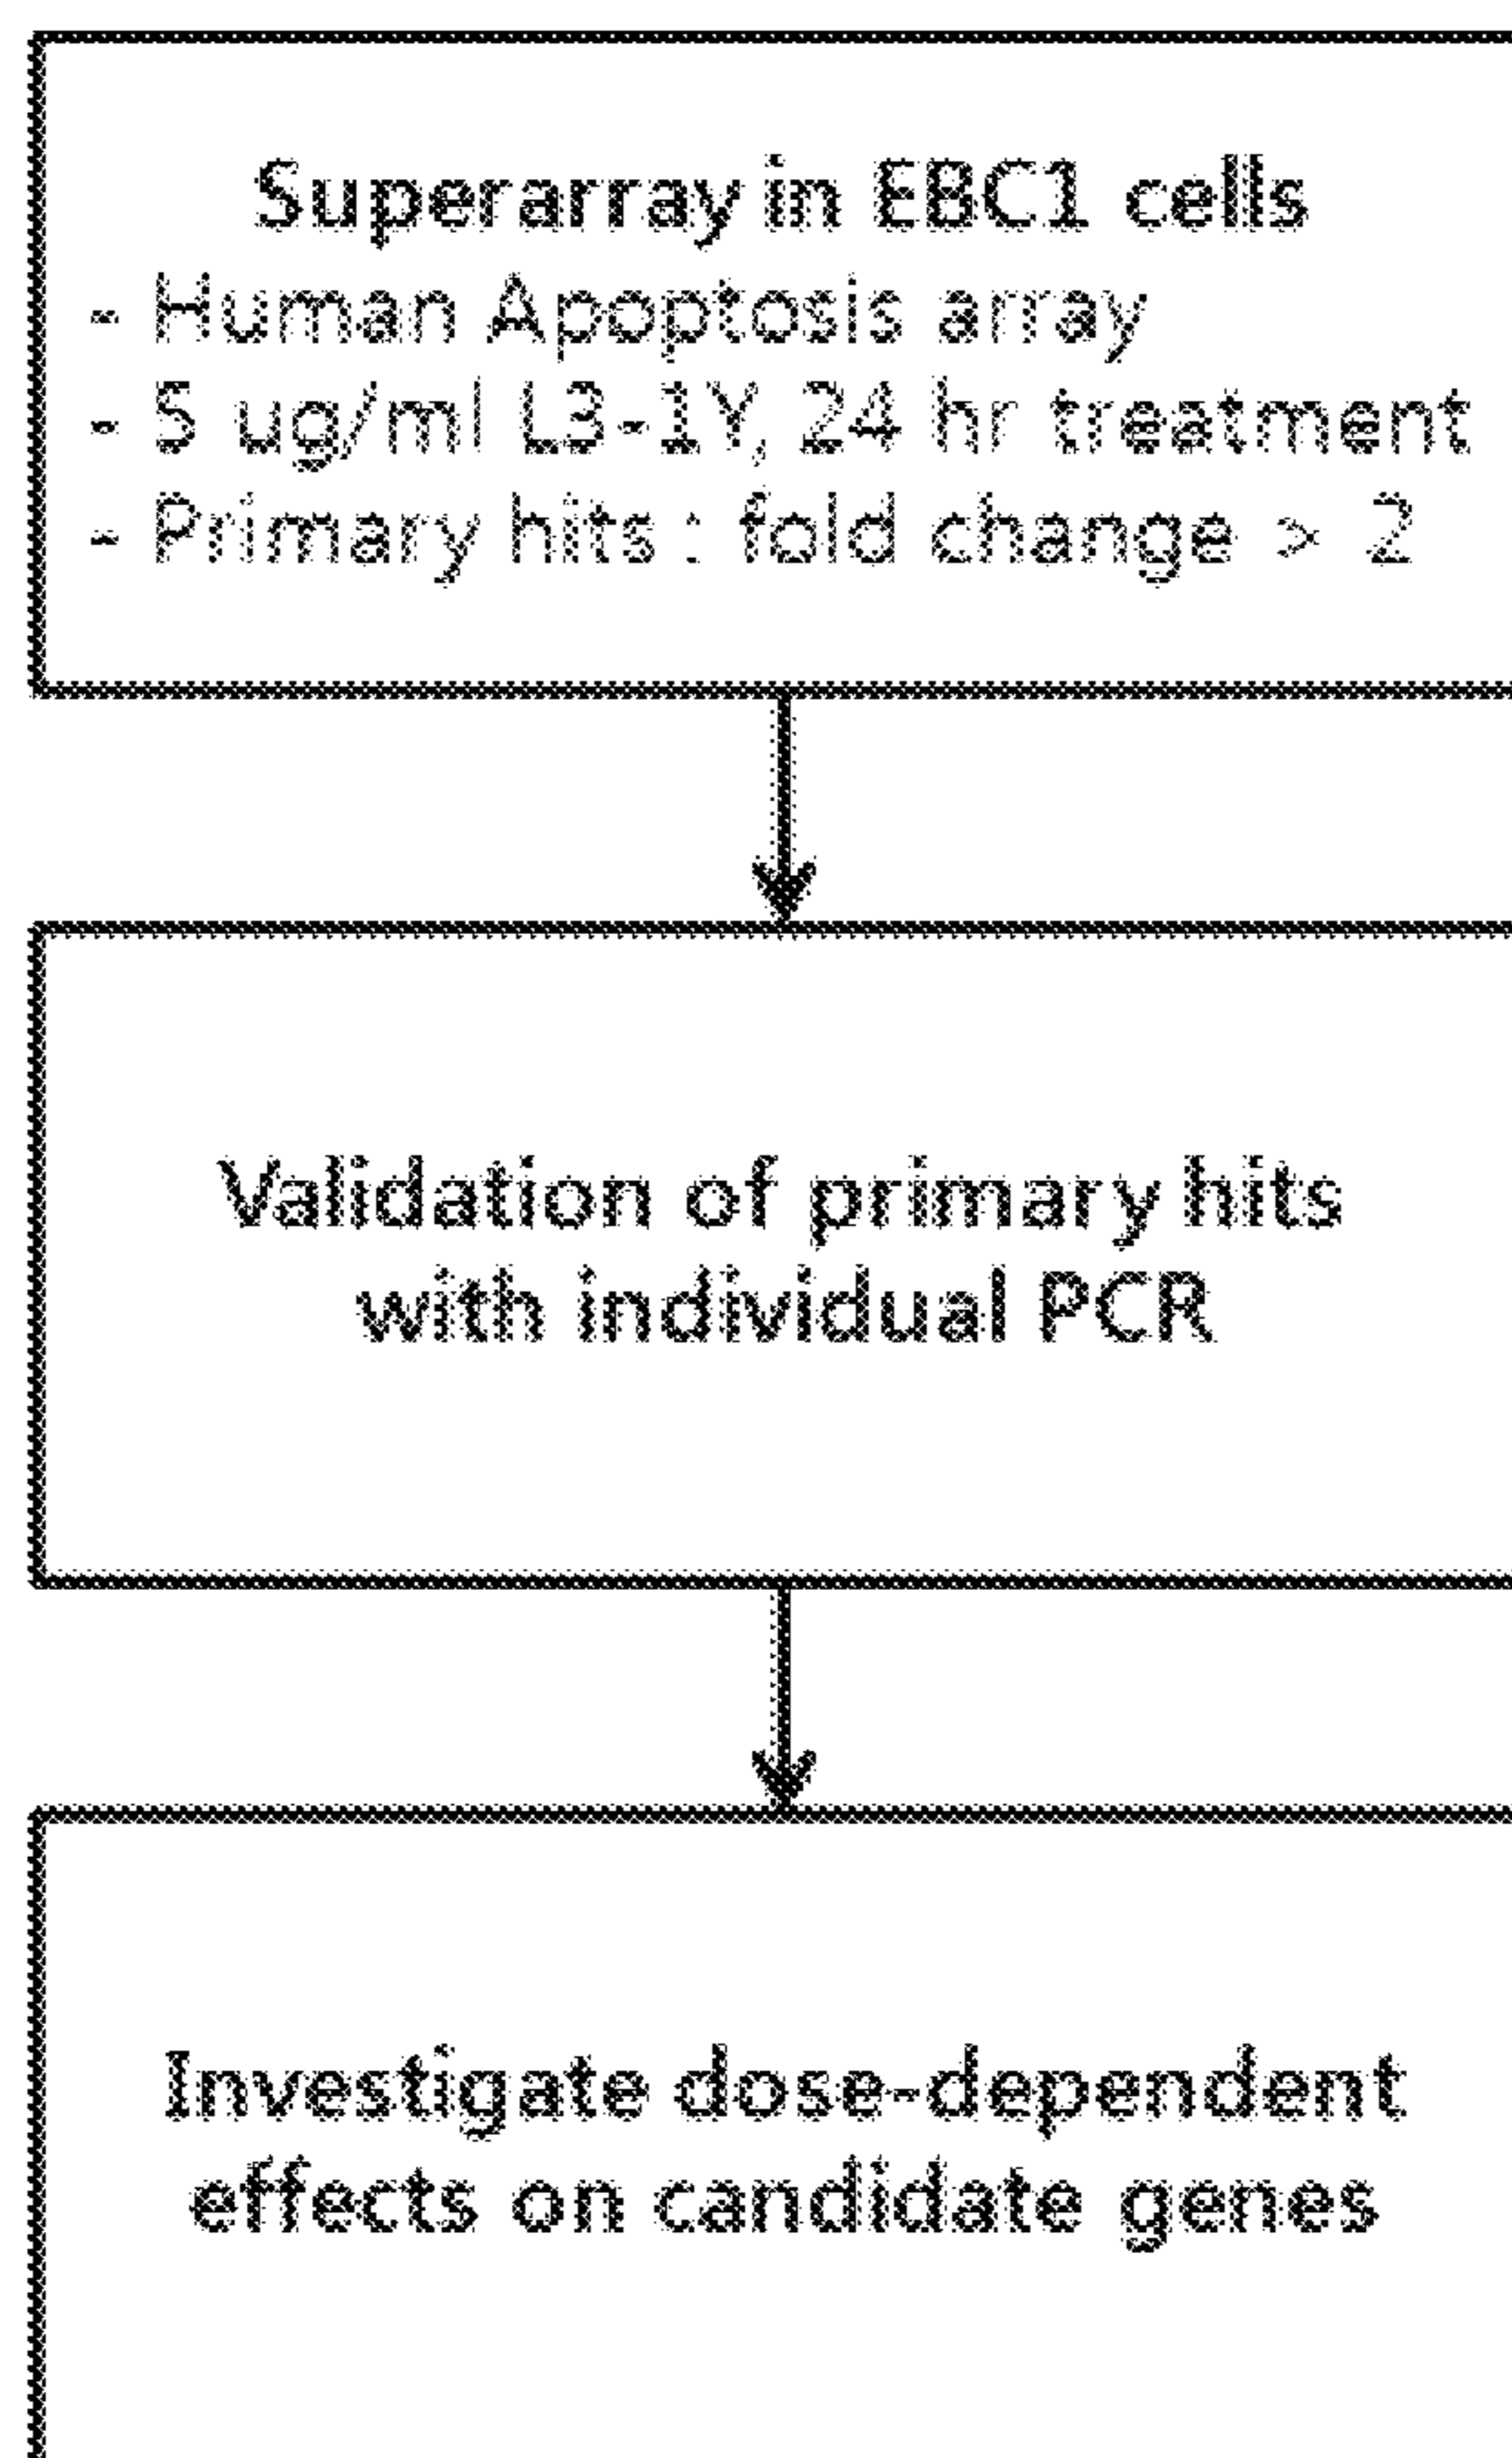 Superarray in EBC1 cells
- Human Apoptosis array
- 5 ug/ml L3-1Y, 24 hr treatment
- Primary hits : fold change > 2
Validation of primary hits
with individual PCR
Investigate dose-dependent
effects on candidate genes